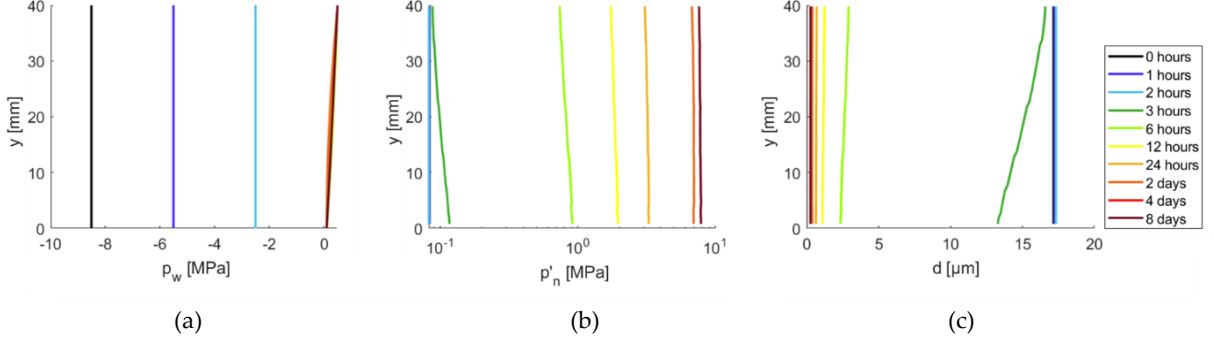 40
30
20
10
0
y [mm]
-10 -8 -6 -4 -2 0
p_w [MPa]
(a)
40
30
20
10
0
y [mm]
10^-1 10^0 10^1
p'_n [MPa]
(b)
40
30
20
10
0
y [mm]
0 5 10 15 20
d [μm]
(c)
0 hours
1 hours
2 hours
3 hours
6 hours
12 hours
24 hours
2 days
4 days
8 days